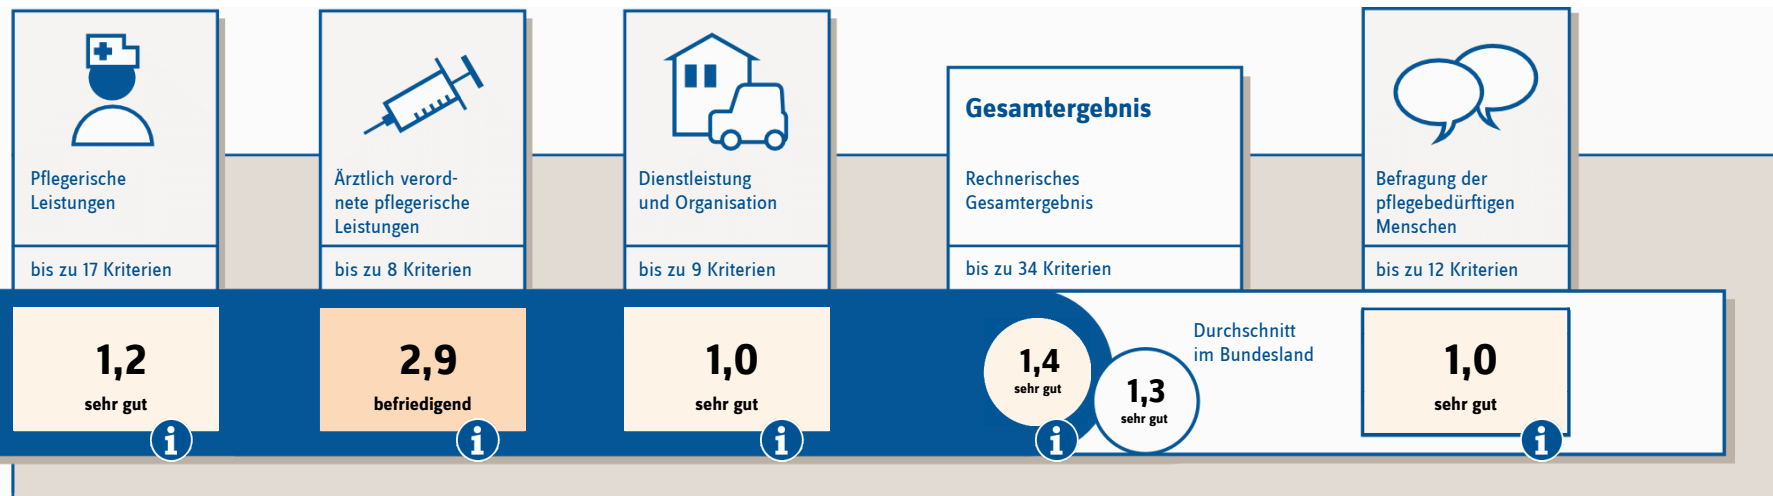 Pflegerische
Leistungen
bis zu 17 Kriterien
1,2
sehr gut
i
Ärztlich verord-
nete pflegerische
Leistungen
bis zu 8 Kriterien
2,9
befriedigend
i
Dienstleistung
und Organisation
bis zu 9 Kriterien
1,0
sehr gut
i
Gesamtergebnis
Rechnerisches
Gesamtergebnis
bis zu 34 Kriterien
1,4
sehr gut
i
Durchschnitt
im Bundesland
1,3
sehr gut
Befragung der
pflegebedürftigen
Menschen
bis zu 12 Kriterien
1,0
sehr gut
i